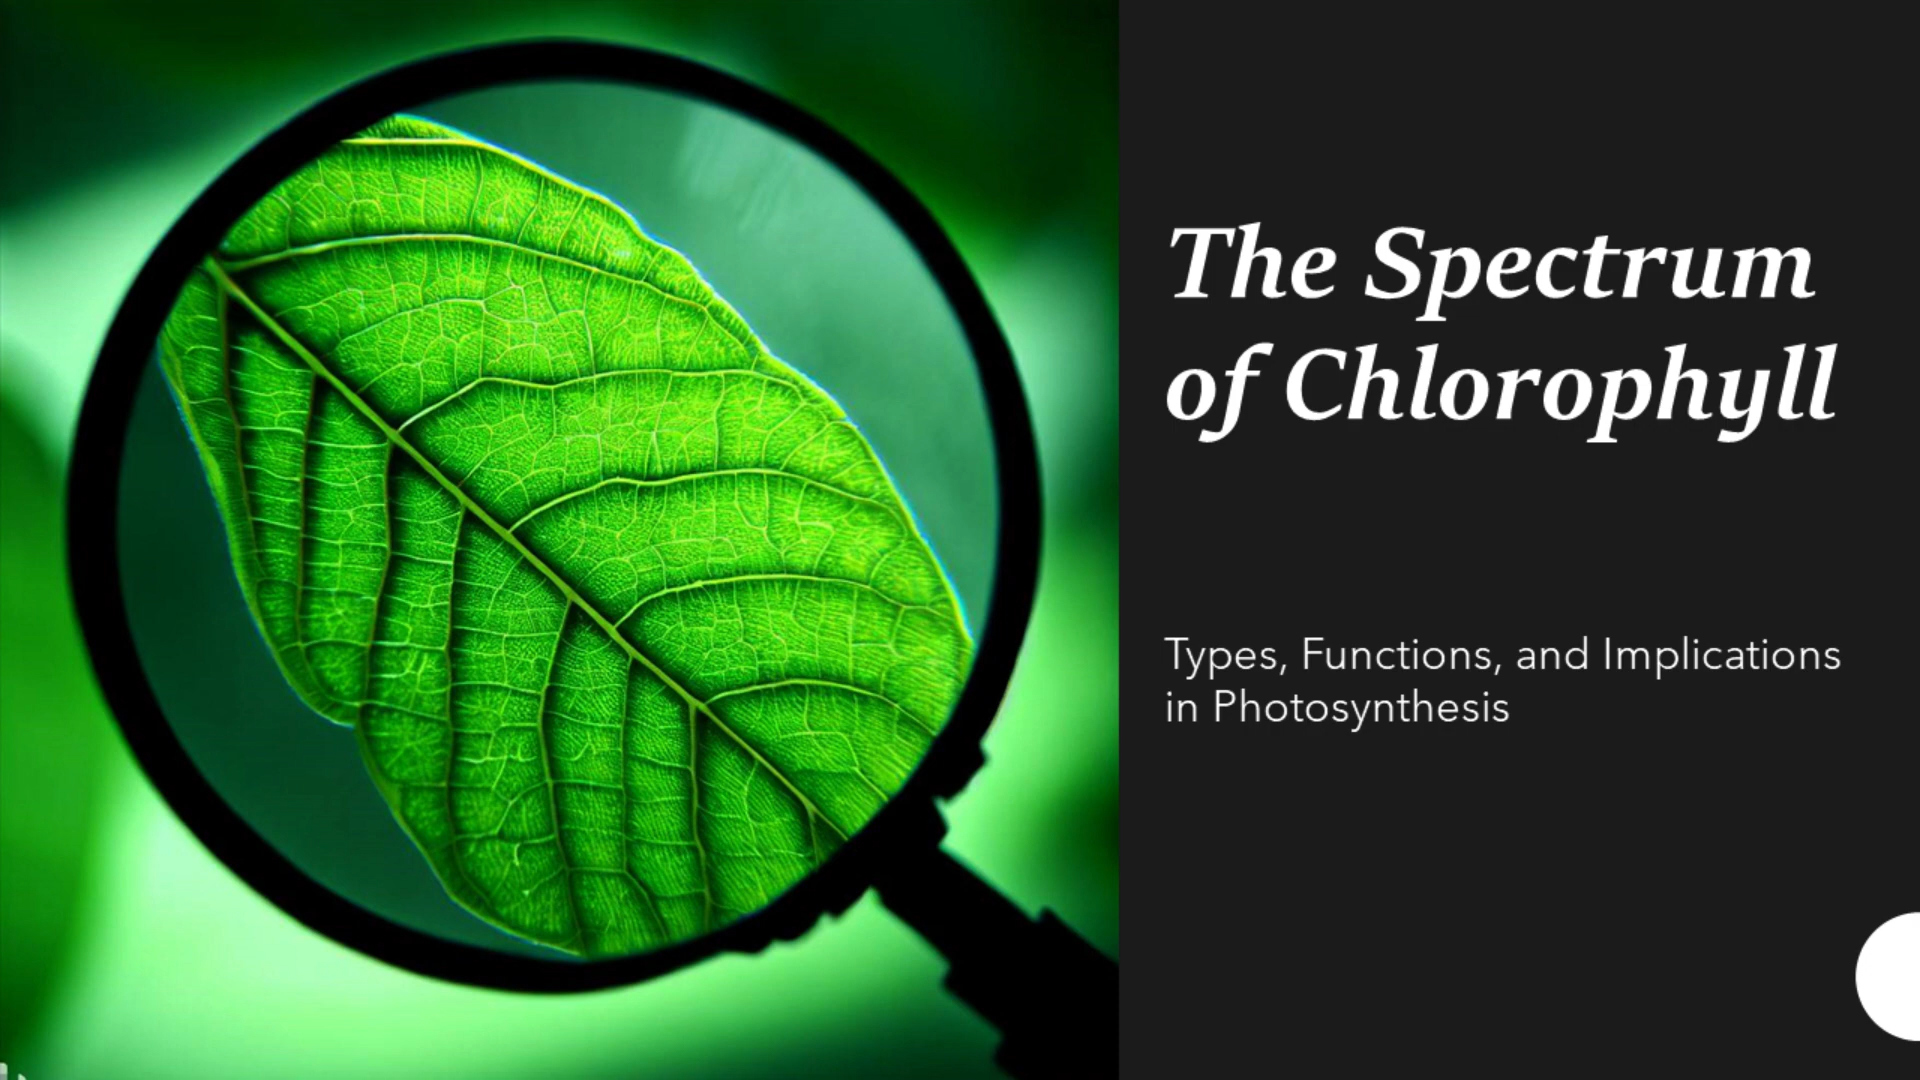 The Spectrum
of Chlorophyll
Types, Functions, and Implications
in Photosynthesis